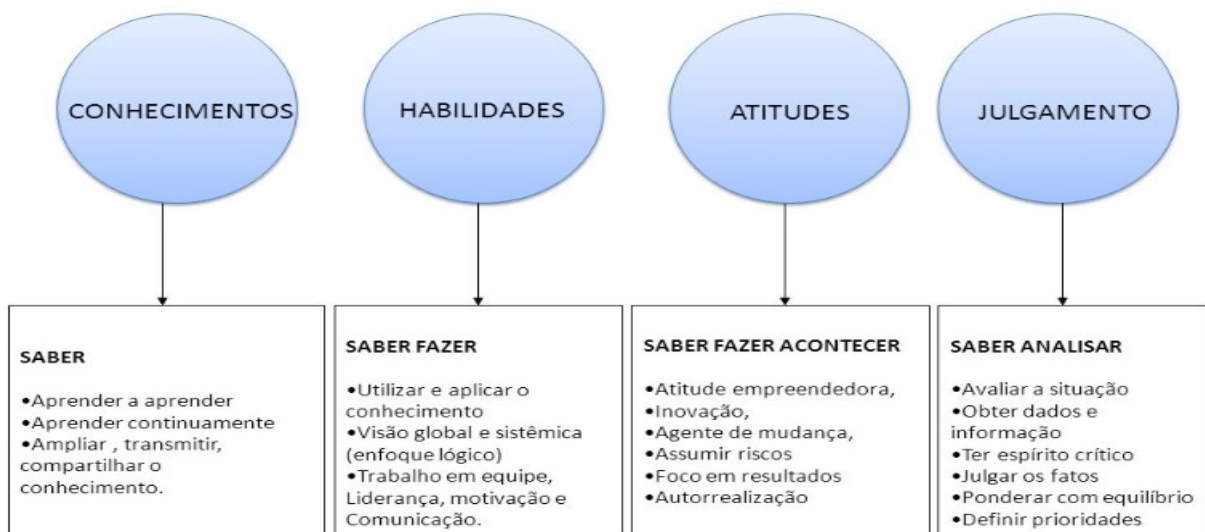 CONHECIMENTOS
HABILIDADES
ATITUDES
JULGAMENTO
SABER
•Aprender a aprender
•Aprender continuamente
•Ampliar , transmitir,
compartilhar o
conhecimento.
SABER FAZER
•Utilizar e aplicar o
conhecimento
•Visão global e sistêmica
(enfoque lógico)
•Trabalho em equipe,
Liderança, motivação e
Comunicação.
SABER FAZER ACONTECER
•Atitude empreendedora,
•Inovação,
•Agente de mudança,
•Assumir riscos
•Foco em resultados
•Autorrealização
SABER ANALISAR
•Avaliar a situação
•Obter dados e
informação
•Ter espírito crítico
•Julgar os fatos
•Ponderar com equilíbrio
•Definir prioridades